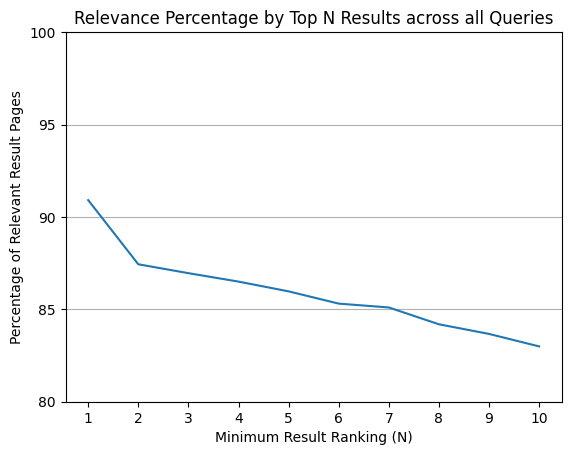 Relevance Percentage by Top N Results across all Queries
Percentage of Relevant Result Pages
100
95
90
85
80
1 2 3 4 5 6 7 8 9 10
Minimum Result Ranking (N)